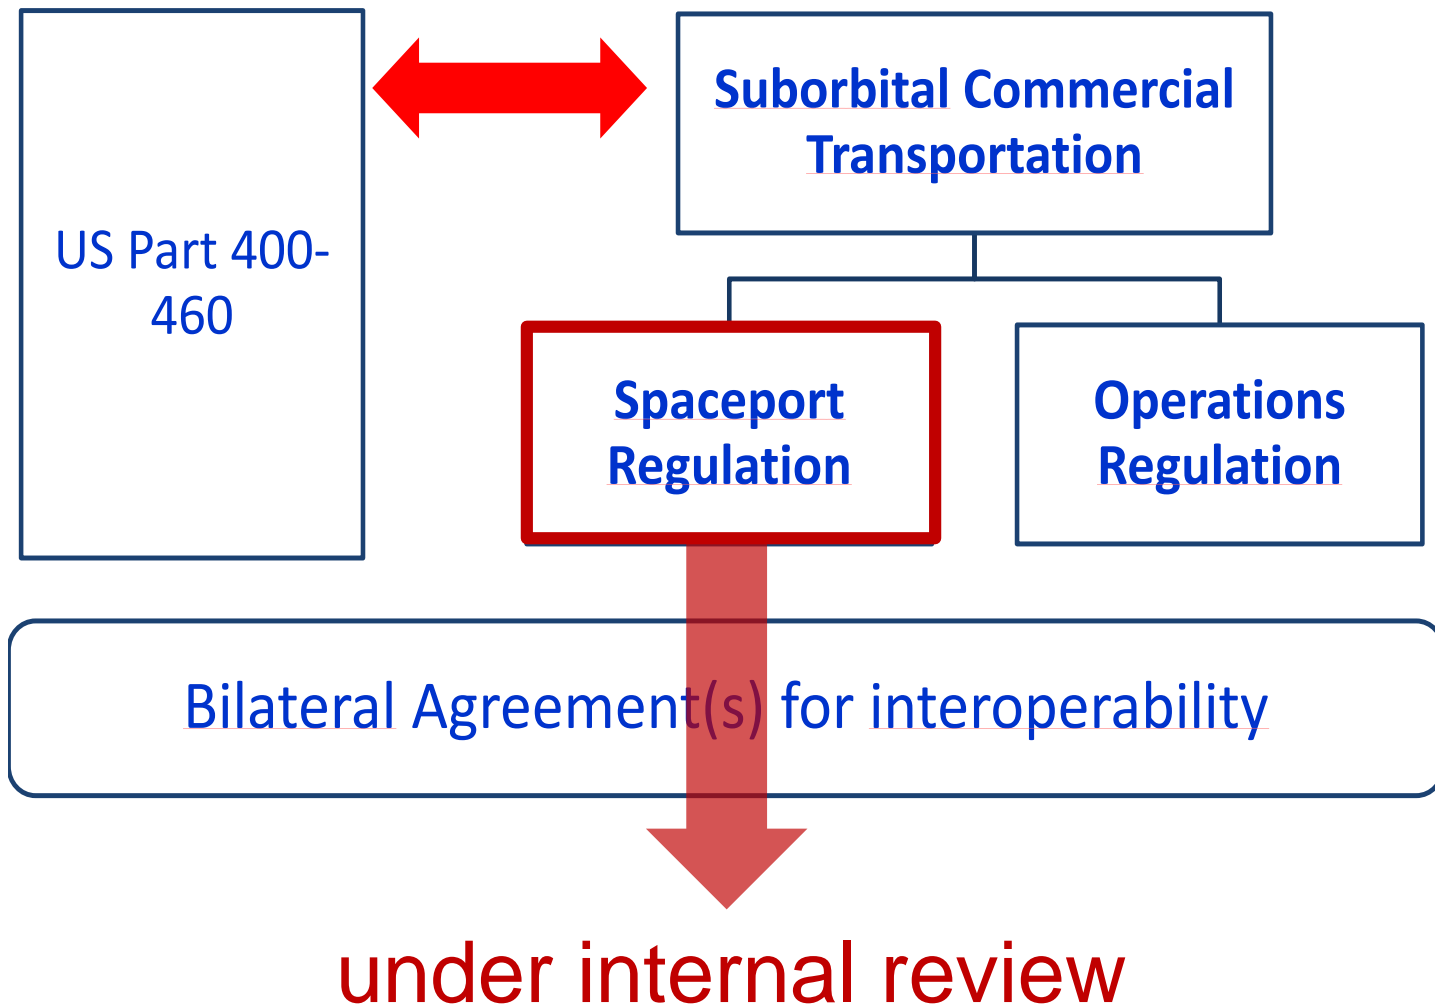 US Part 400-
460
Suborbital Commercial
Transportation
Spaceport
Regulation
Operations
Regulation
Bilateral Agreement(s) for interoperability
under internal review